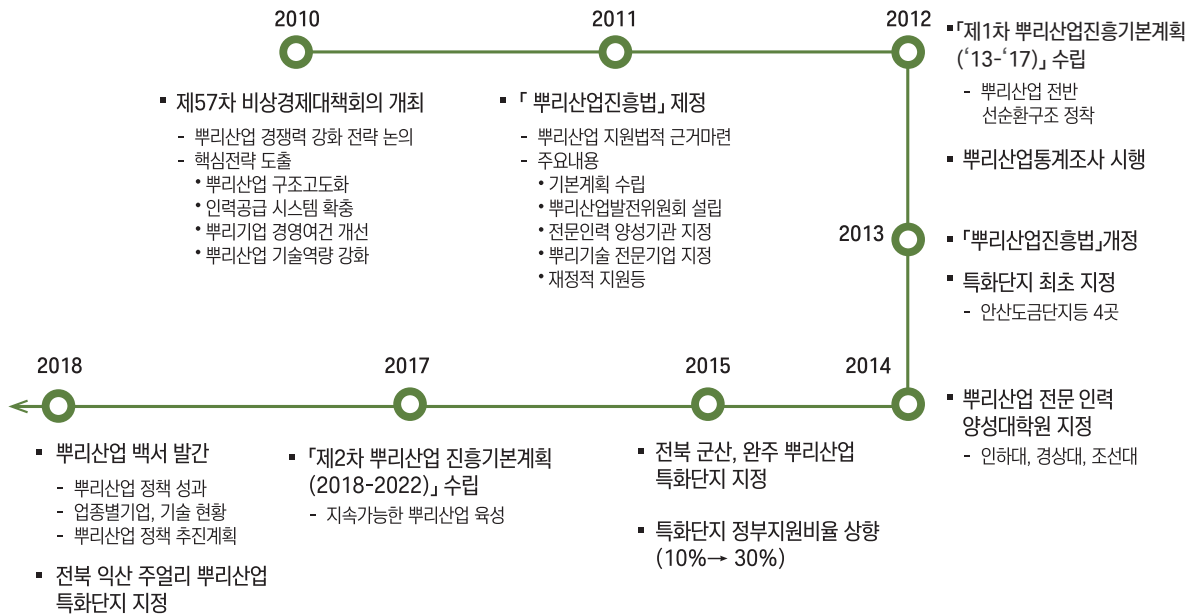 2010
▪ 제57차 비상경제대책회의 개최
- 뿌리산업 경쟁력 강화 전략 논의
- 핵심전략 도출
• 뿌리산업 구조고도화
• 인력공급 시스템 확충
• 뿌리기업 경영여건 개선
• 뿌리산업 기술역량 강화
2011
▪ 「 뿌리산업진흥법」 제정
- 뿌리산업 지원법적 근거마련
- 주요내용
• 기본계획 수립
• 뿌리산업발전위원회 설립
• 전문인력 양성기관 지정
• 뿌리기술 전문기업 지정
• 재정적 지원등
2012
▪ 「제1차 뿌리산업진흥기본계획
(‘13-‘17)」 수립
- 뿌리산업 전반
선순환구조 정착
▪ 뿌리산업통계조사 시행
2013
▪ 「뿌리산업진흥법」개정
▪ 특화단지 최초 지정
- 안산도금단지등 4곳
2014
▪ 뿌리산업 전문 인력
양성대학원 지정
- 인하대, 경상대, 조선대
2015
▪ 전북 군산, 완주 뿌리산업
특화단지 지정
▪ 특화단지 정부지원비율 상향
(10%→ 30%)
2017
▪ 「제2차 뿌리산업 진흥기본계획
(2018-2022)」 수립
- 지속가능한 뿌리산업 육성
2018
▪ 뿌리산업 백서 발간
- 뿌리산업 정책 성과
- 업종별기업, 기술 현황
- 뿌리산업 정책 추진계획
▪ 전북 익산 주얼리 뿌리산업
특화단지 지정